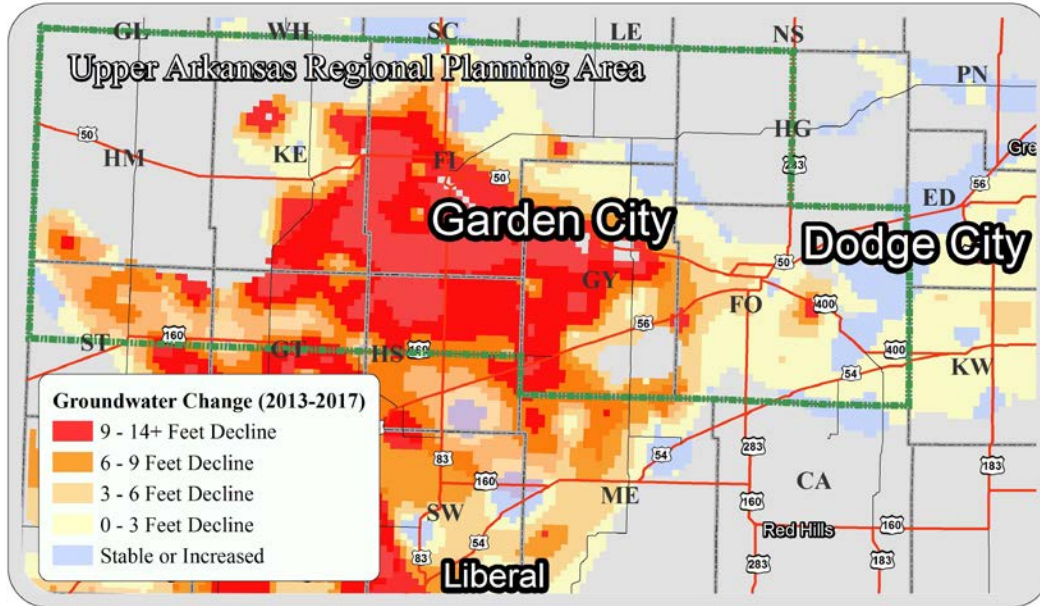 GL WH SC LE NS
Upper Arkansas Regional Planning Area
PN
50 HM KE FI 50 HG 283 Gre
56
ED
Garden City
Dodge City
GY 50
FO 400
56
160
ST GT HS 160 400
54 KW
Groundwater Change (2013-2017)
9 - 14+ Feet Decline
6 - 9 Feet Decline
3 - 6 Feet Decline
0 - 3 Feet Decline
Stable or Increased
83 54 283 183
160 ME CA
SW 160
54 Red Hills 160
83 283 183
Liberal